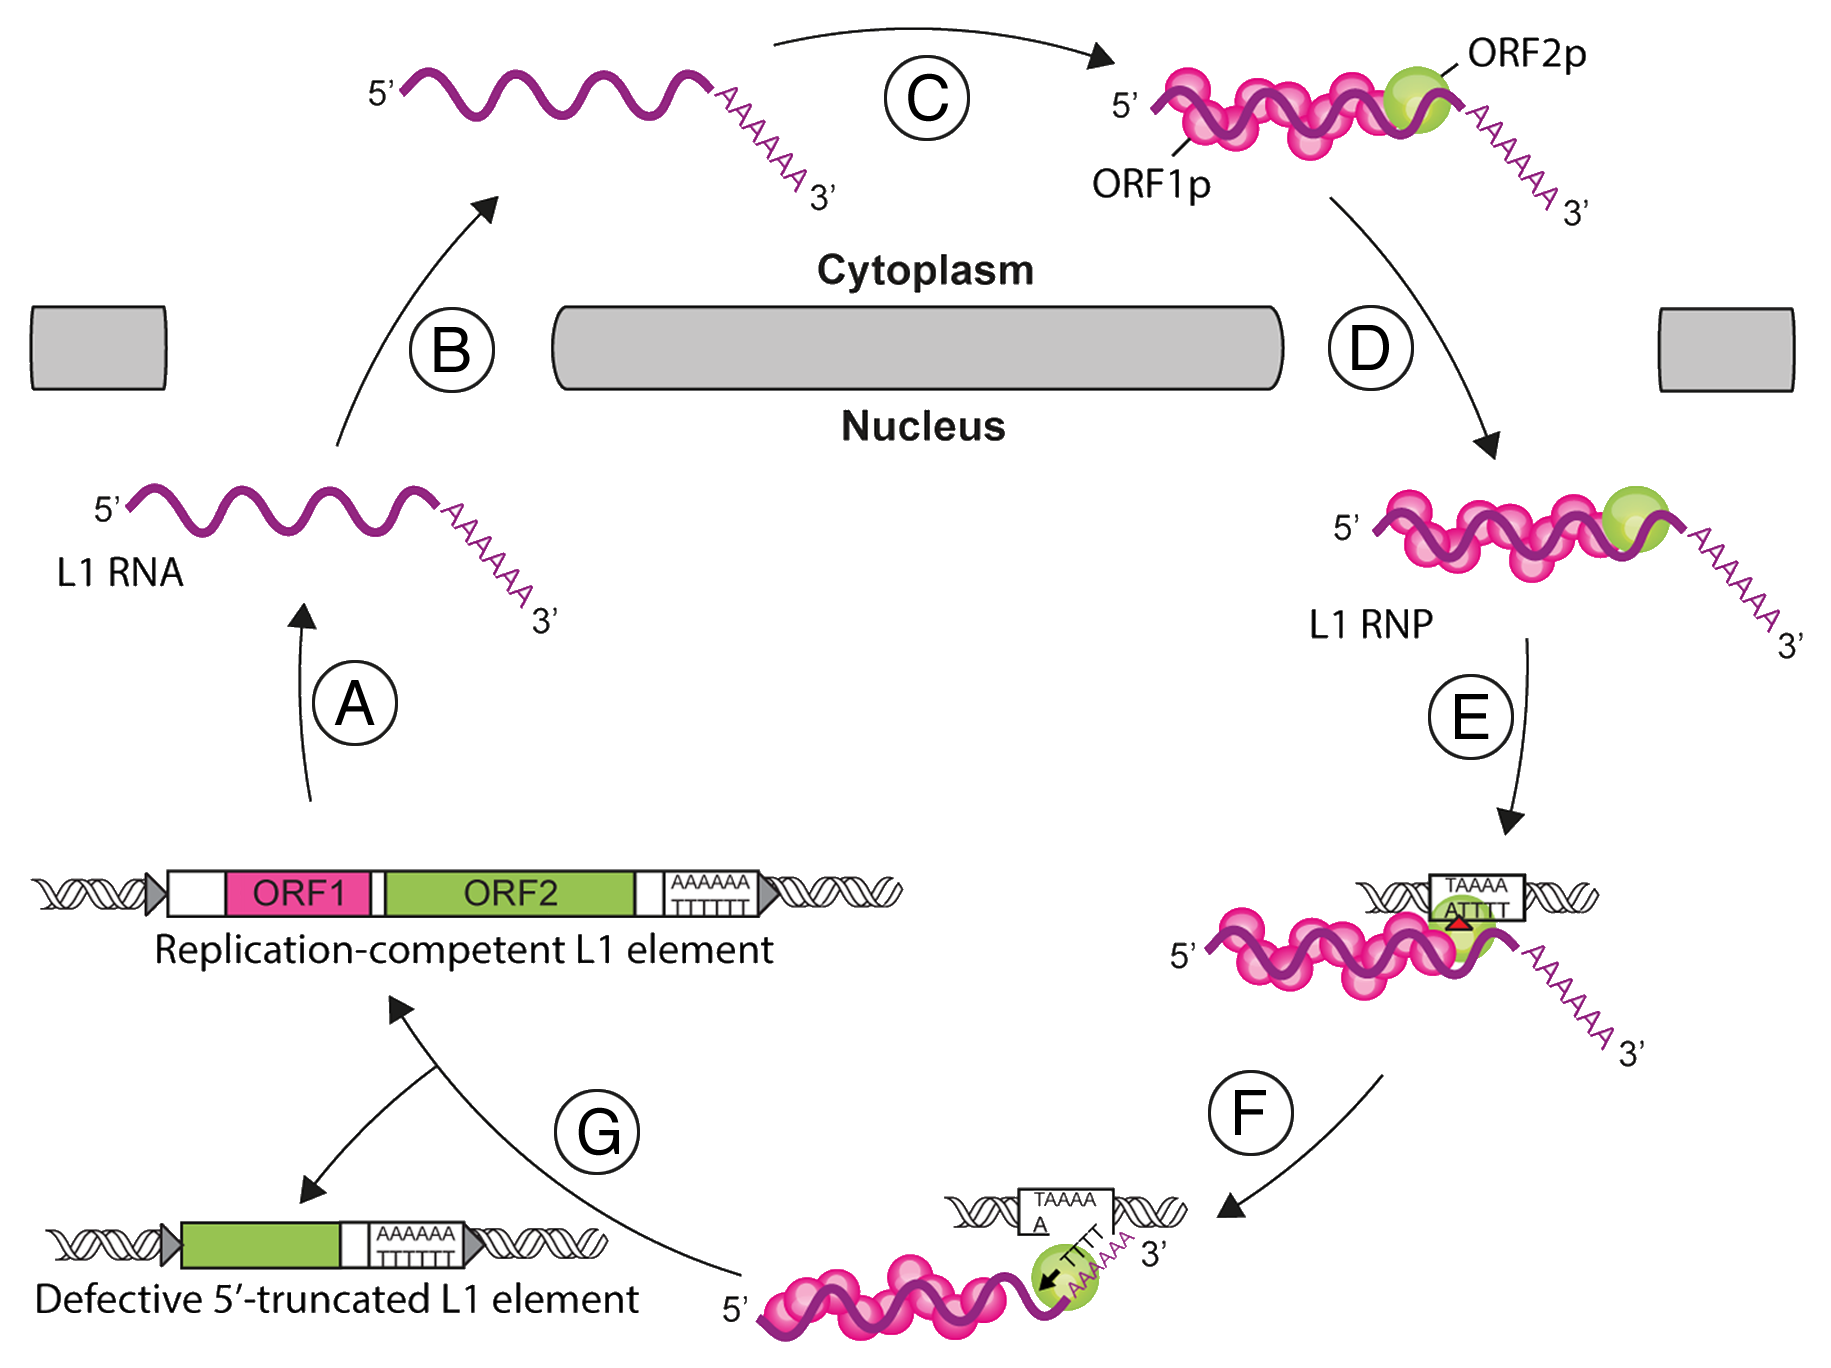 5’
AAAAAA
3’
C
5’
ORF2p
ORF1p
AAAAAA
3’
Cytoplasm
B
D
Nucleus
5’
AAAAAA
3’
L1 RNA
5’
AAAAAA
3’
L1 RNP
A
E
ORF1
ORF2
AAAAAA
TTTTTT
Replication-competent L1 element
TAAAA
ATTTT
5’
AAAAAA
3’
F
G
TAAAA
A
TTTT
AAAAAA
3’
5’
AAAAAA
TTTTTT
Defective 5’-truncated L1 element